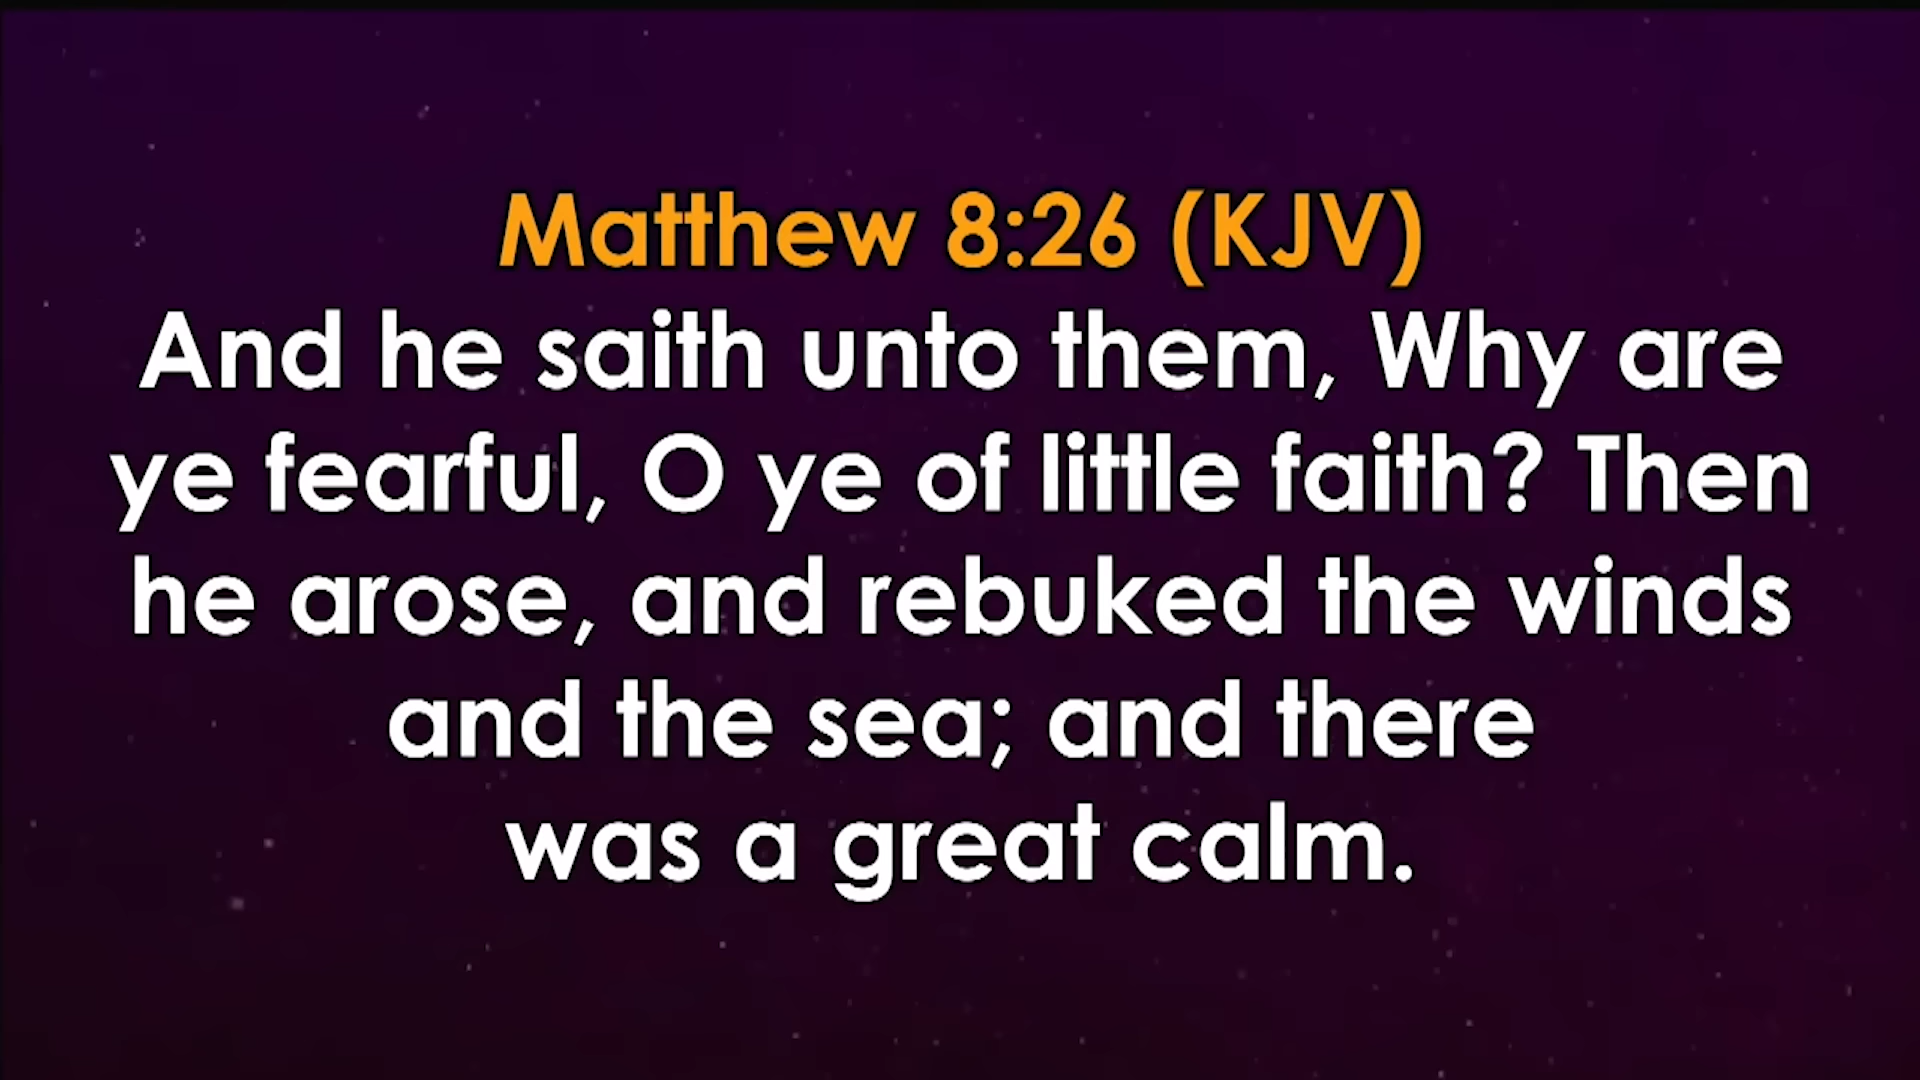 Matthew 8:26 (KJV)
And he saith unto them, Why are
ye fearful, O ye of little faith? Then
he arose, and rebuked the winds
and the sea; and there
was a great calm.